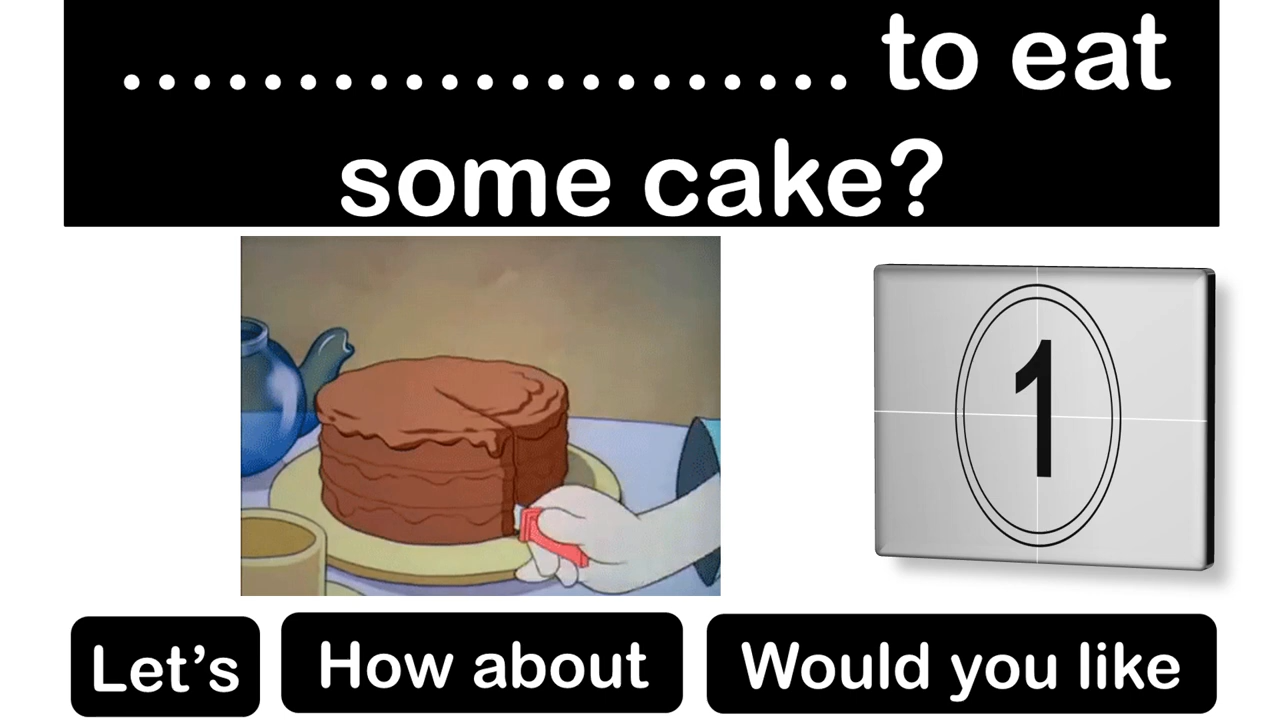 ..................... to eat
some cake?
1
Let's
How about
Would you like